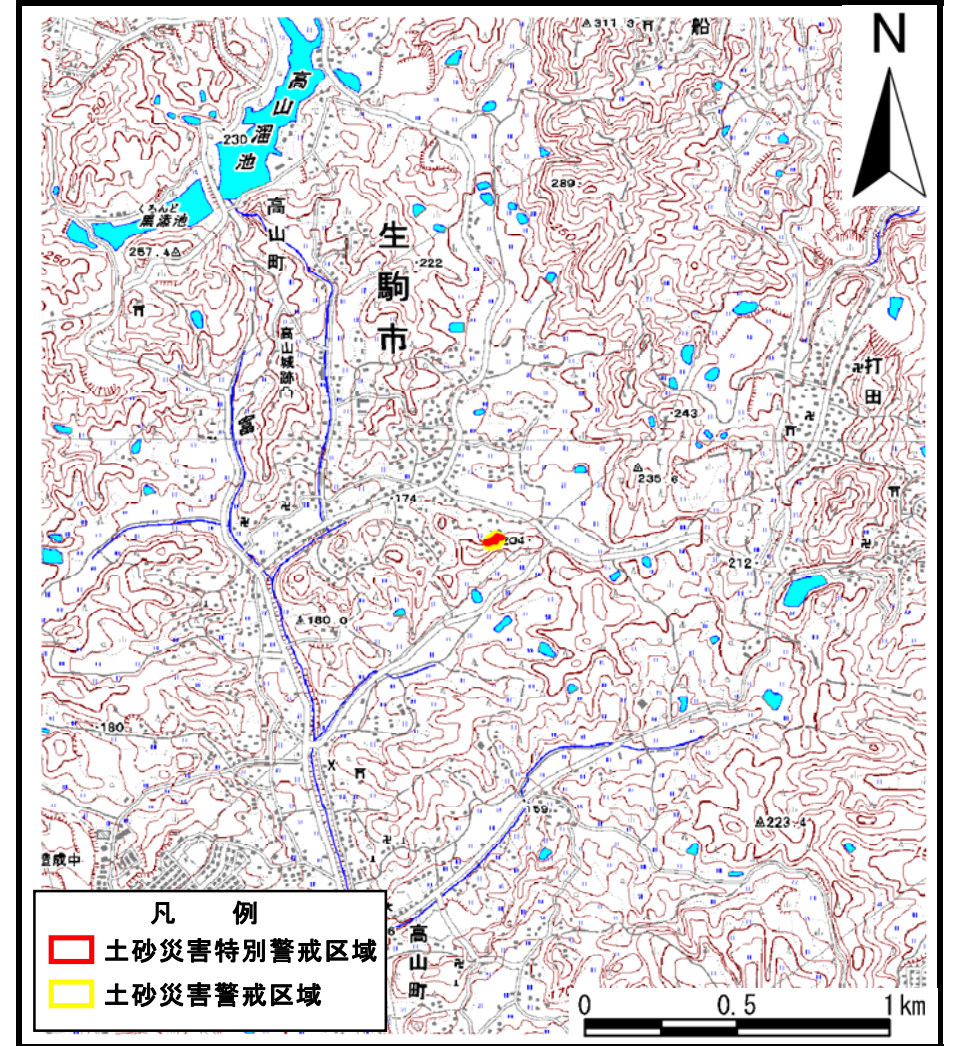 311.3
船
N
高山溜池
230
くろんど
黒添池
289
高山町
生駒市
257.4
222
高山城跡
打田
243
富
235.6
174
204
212
180.0
180
159
223.4
凡 例
土砂災害特別警戒区域
土砂災害警戒区域
高山町
0 0.5 1km